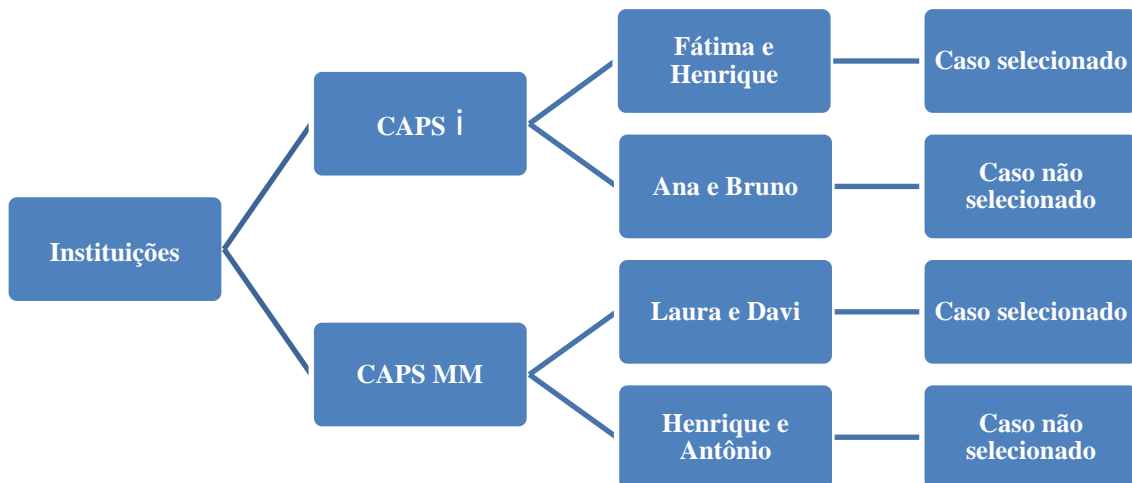 Fátima e
Henrique
Caso selecionado
CAPS i
Ana e Bruno
Caso não
selecionado
Instituições
Laura e Davi
Caso selecionado
CAPS MM
Henrique e
Antônio
Caso não
selecionado